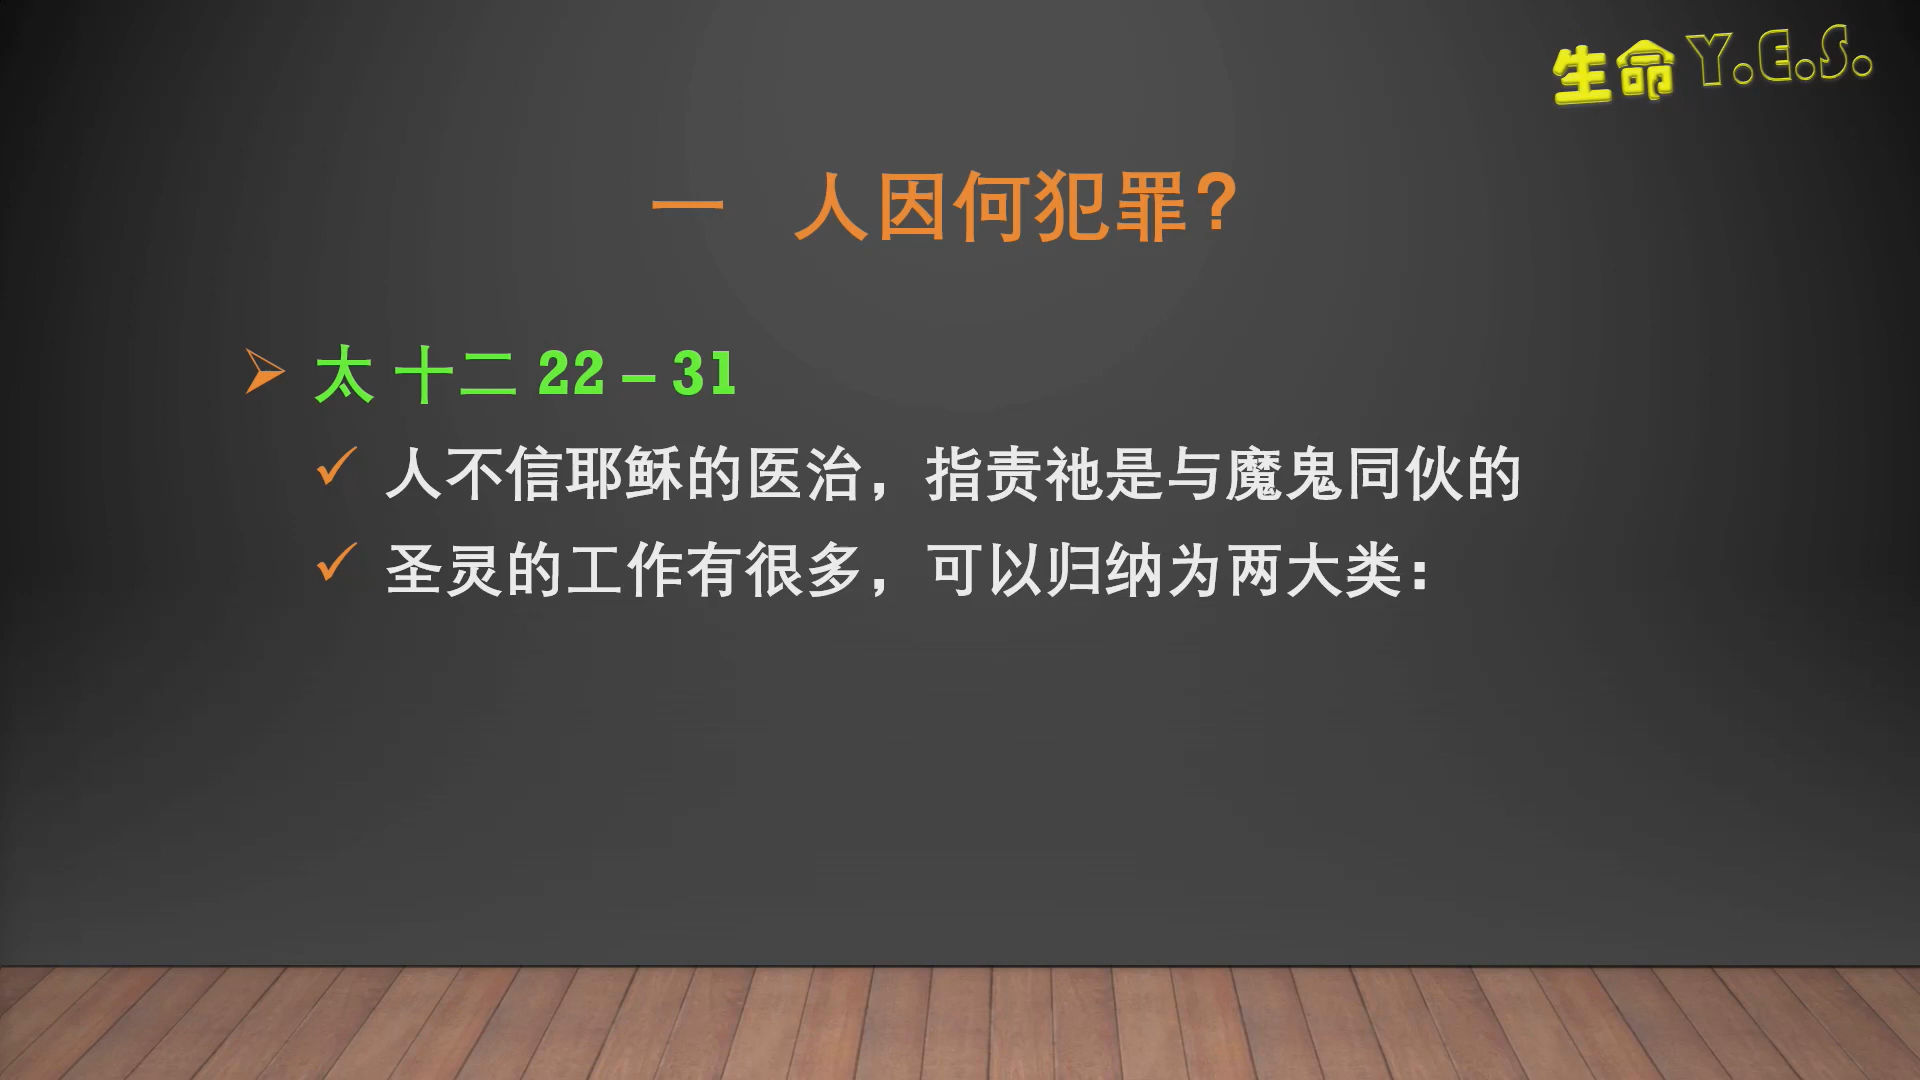 生命 Y.E.S.
一 人因何犯罪？
太 十二 22 – 31
人不信耶稣的医治，指责祂是与魔鬼同伙的
圣灵的工作有很多，可以归纳为两大类：